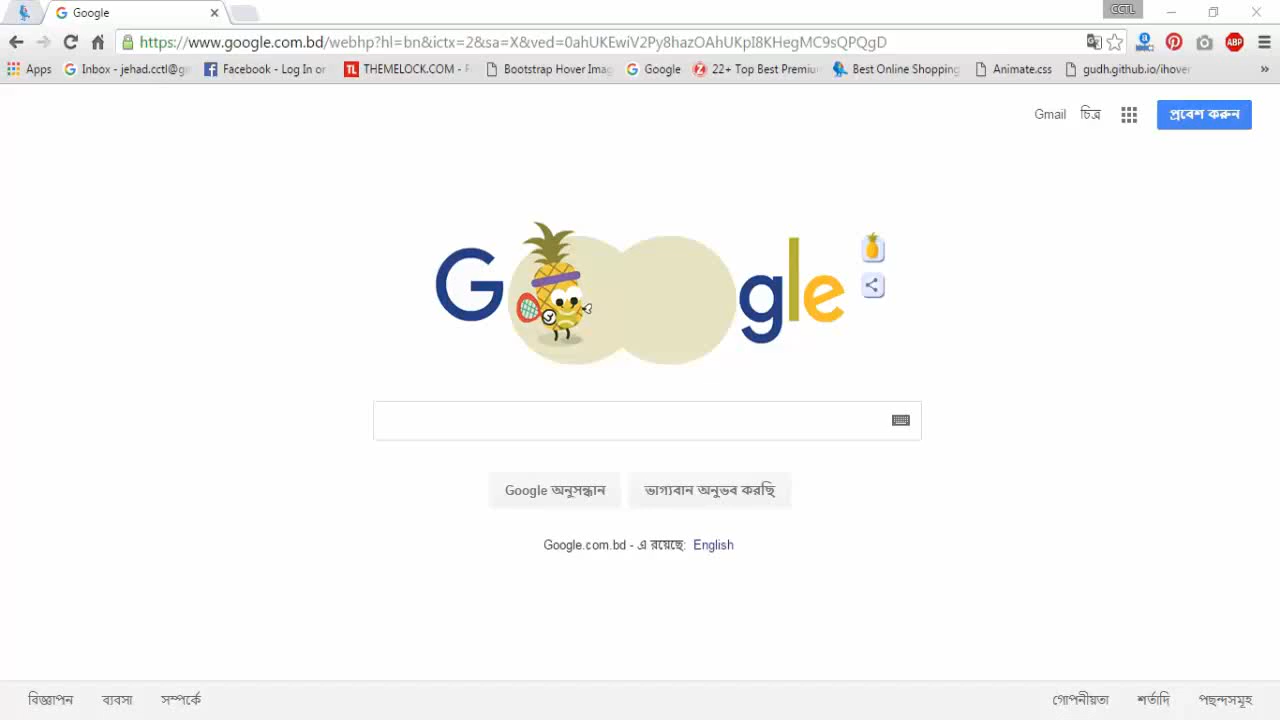 Google
CCTL
https://www.google.com.bd/webhp?hl=bn&ictx=2&sa=X&ved=0ahUKEwiV2Py8hazOAhUKpI8KHegMC9sQPQgD
Apps Inbox - jehad.cctl@g Facebook - Log In or THEMELOCK.COM - Bootstrap Hover Imag Google 22+ Top Best Premiu Best Online Shopping Animate.css gudh.github.io/ihover »
Gmail চিত্র প্রবেশ করুন
G gle
Google অনুসন্ধান ভাগ্যবান অনুভব করছি
Google.com.bd - এ রয়েছে: English
বিজ্ঞাপন ব্যবসা সম্পর্কে গোপনীয়তা শর্তাদি পছন্দসমূহ